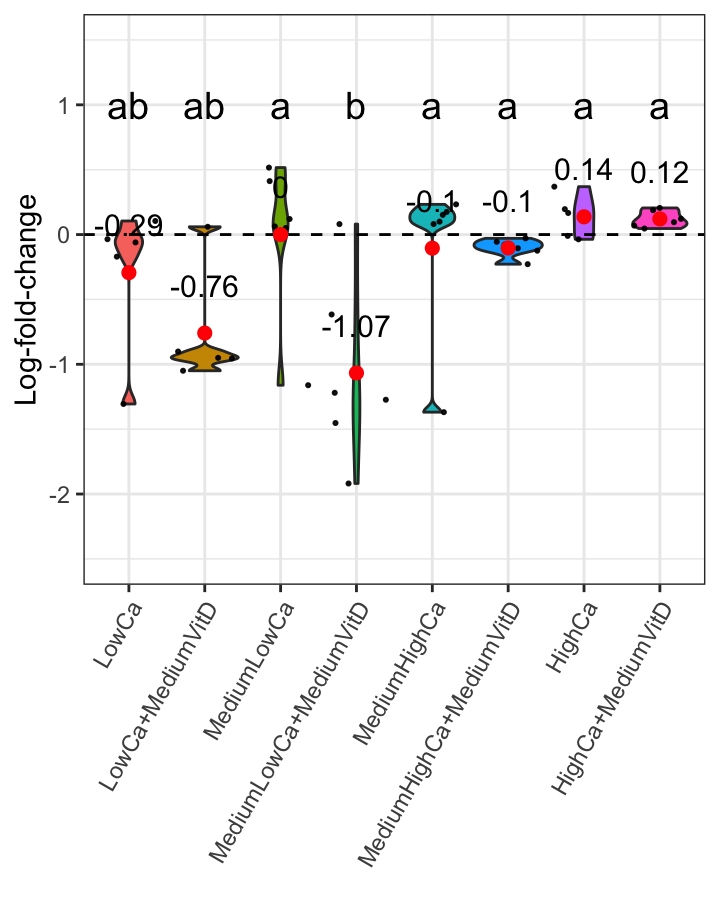 Log-fold-change
1
0
-1
-2
ab ab a b a a a a
-0.29 -0.76 0 -1.07 -0.1 -0.1 0.14 0.12
LowCa
LowCa+MediumVitD
MediumLowCa
MediumLowCa+MediumVitD
MediumHighCa
MediumHighCa+MediumVitD
HighCa
HighCa+MediumVitD